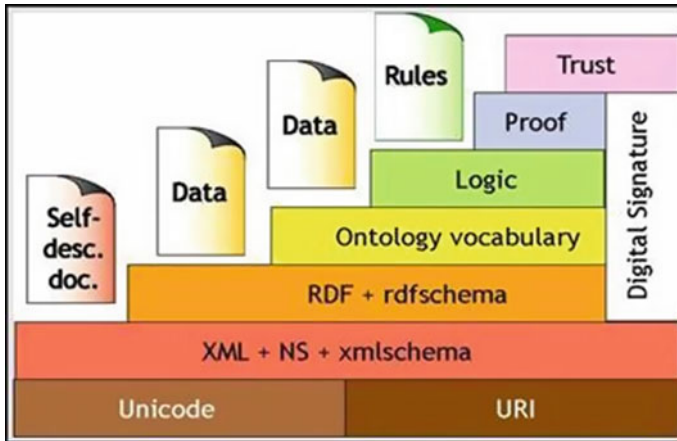 Rules
Trust
Data
Proof
Data
Logic
Self-
desc.
doc.
Ontology vocabulary
Digital Signature
RDF + rdfschema
XML + NS + xmlschema
Unicode
URI